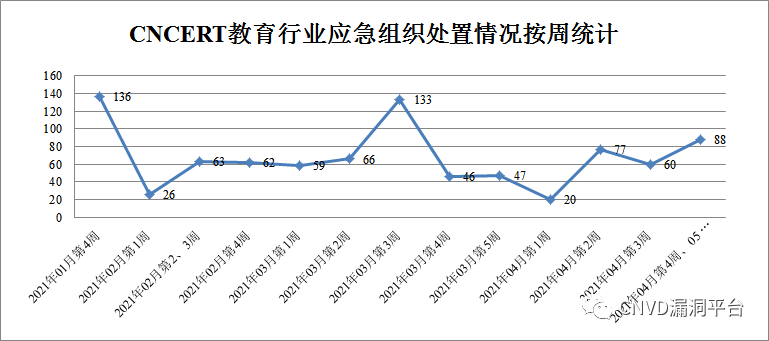 CNCERT教育行业应急组织处置情况按周统计
160
140
120
100
80
60
40
20
0
136
26
63
62
59
66
133
46
47
20
77
60
88
2021年01月第4周
2021年02月第1周
2021年02月第2、3周
2021年02月第4周
2021年03月第1周
2021年03月第2周
2021年03月第3周
2021年03月第4周
2021年03月第5周
2021年04月第1周
2021年04月第2周
2021年04月第3周
2021年04月第4周、05…
CNVD漏洞平台